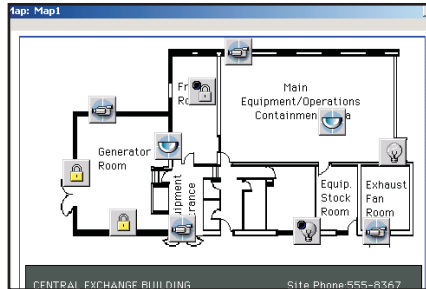 Map: Map1
Main
Equipment/Operations
Generator
Room
Equip.
Stock
Room
Exhaust
Fan
Room
CENTRAL EXCHANGE BUILDING
Site Phone:555-8367